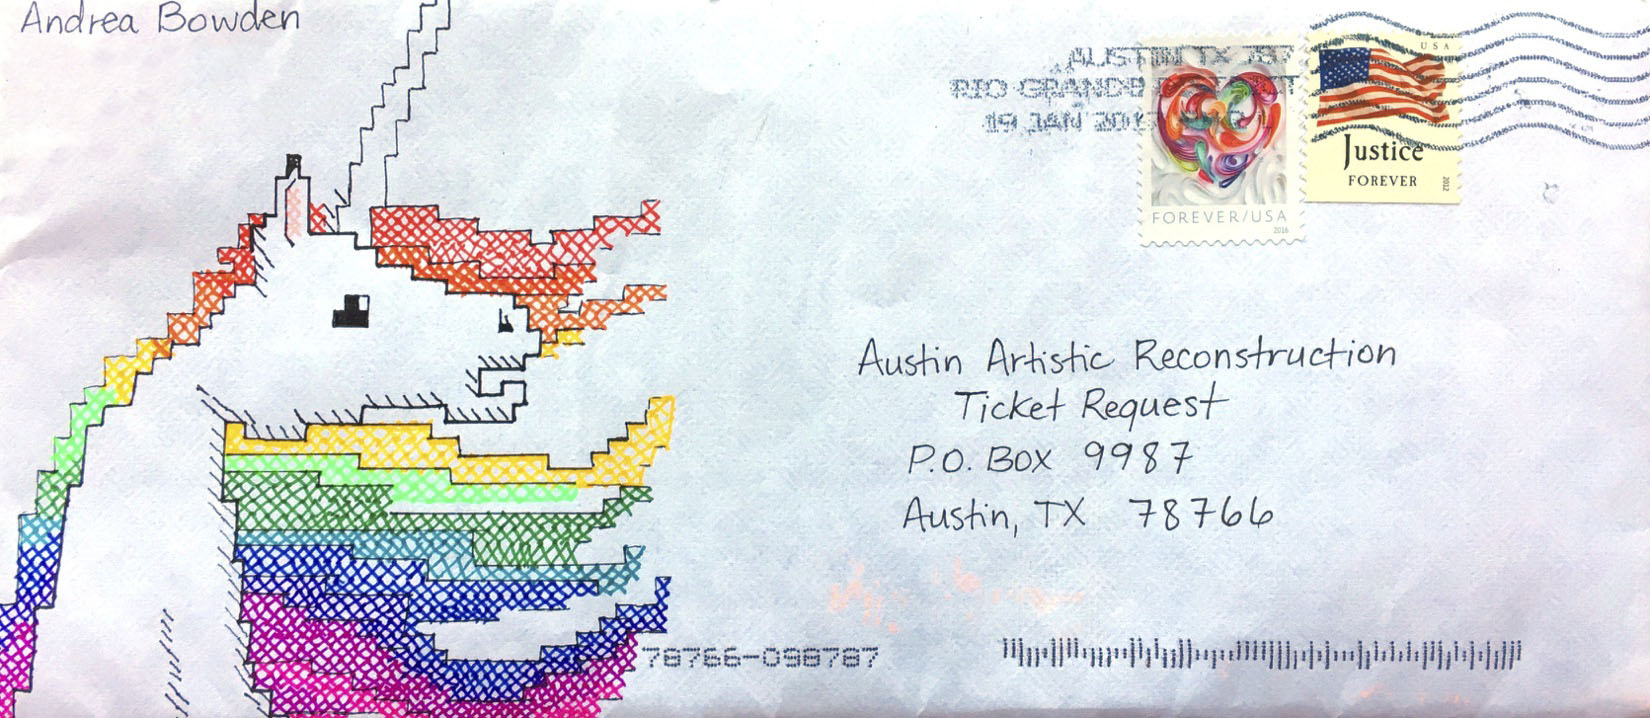 Andrea Bowden
AUSTIN TX 787
RIO GRANDE
19 JAN 201
FOREVER/USA
2016
USA
Justice
FOREVER
2012
Austin Artistic Reconstruction
Ticket Request
P.O. Box 9987
Austin, TX 78766
78766-098787